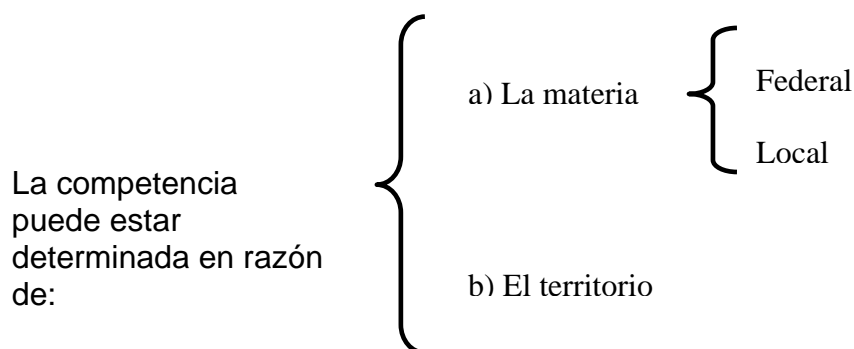 La competencia
puede estar
determinada en razón
de:
a) La materia
Federal
Local
b) El territorio